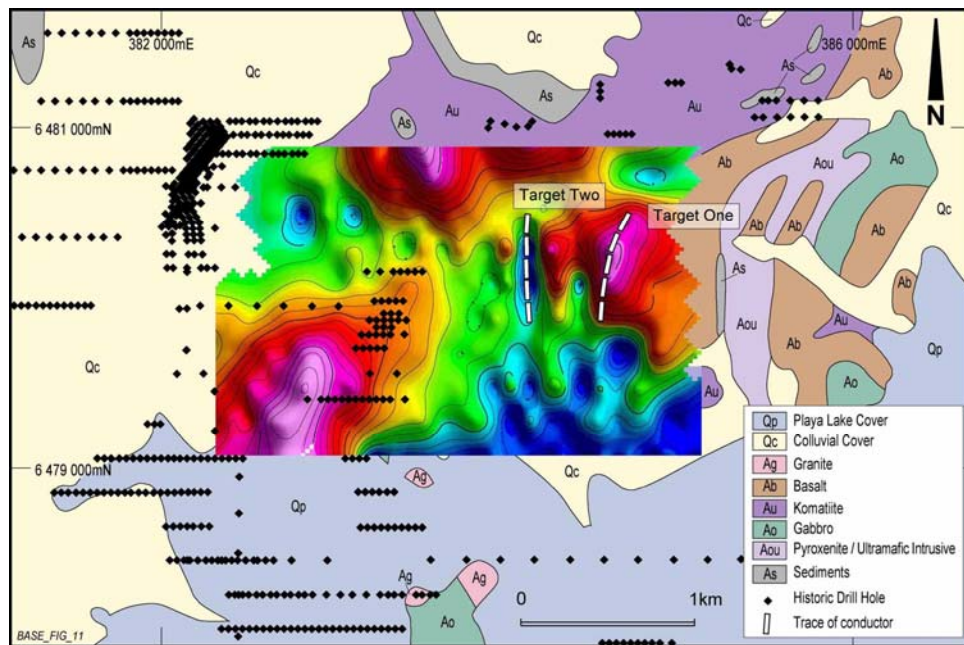 As
382 000mE
Qc
Qc
As
386 000mE
Ab
Qc
Au
As
As
Au
N
6 481 000mN
Ab
Aou
Ao
Target Two
Target One
Qc
Ab
Ab
Ab
As
Ab
Aou
Ab
Au
Qp
Qc
Au
Ao
6 479 000mN
Qc
Ag
Qp
Ag
Ag
Ao
0
1km
BASE_FIG_11
Qp Playa Lake Cover
Qc Colluvial Cover
Ag Granite
Ab Basalt
Au Komatiite
Ao Gabbro
Aou Pyroxenite / Ultramafic Intrusive
As Sediments
Historic Drill Hole
Trace of conductor